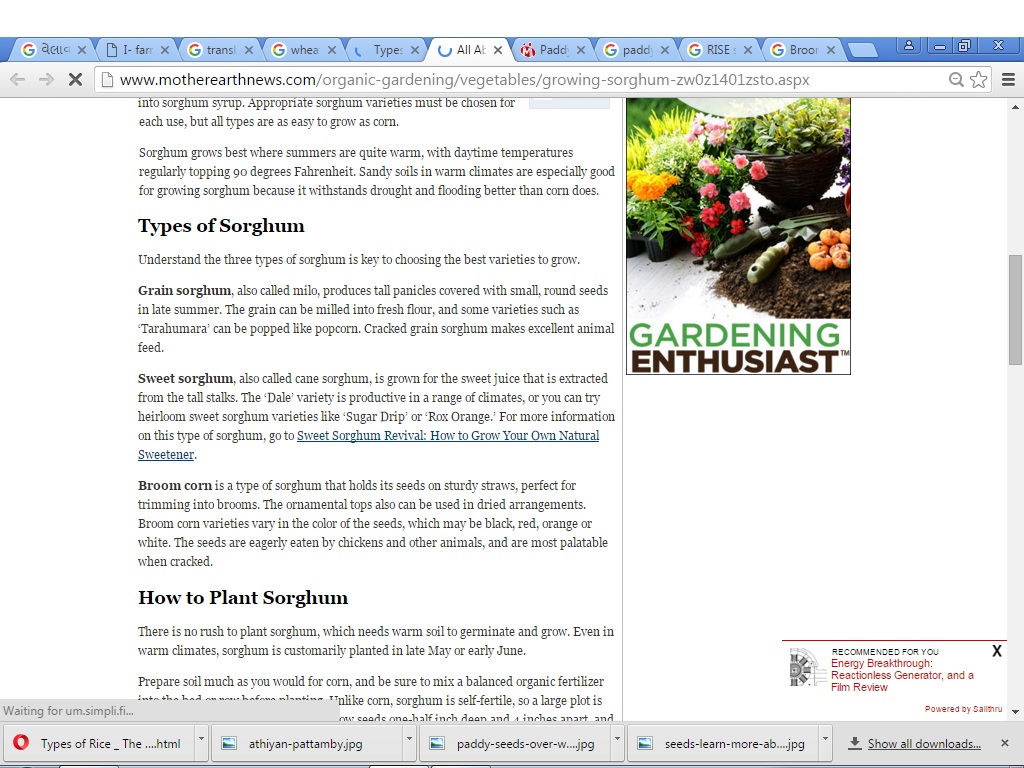 વેલાવ
I- farr
transl
whea
Types
All Ab
Paddy
paddy
RISE s
Broor
www.motherearthnews.com/organic-gardening/vegetables/growing-sorghum-zw0z1401zsto.aspx
into sorghum syrup. Appropriate sorghum varieties must be chosen for
each use, but all types are as easy to grow as corn.
Sorghum grows best where summers are quite warm, with daytime temperatures
regularly topping 90 degrees Fahrenheit. Sandy soils in warm climates are especially good
for growing sorghum because it withstands drought and flooding better than corn does.
Types of Sorghum
Understand the three types of sorghum is key to choosing the best varieties to grow.
Grain sorghum, also called milo, produces tall panicles covered with small, round seeds
in late summer. The grain can be milled into fresh flour, and some varieties such as
‘Tarahumara’ can be popped like popcorn. Cracked grain sorghum makes excellent animal
feed.
Sweet sorghum, also called cane sorghum, is grown for the sweet juice that is extracted
from the tall stalks. The ‘Dale’ variety is productive in a range of climates, or you can try
heirloom sweet sorghum varieties like ‘Sugar Drip’ or ‘Rox Orange.’ For more information
on this type of sorghum, go to Sweet Sorghum Revival: How to Grow Your Own Natural
Sweetener.
Broom corn is a type of sorghum that holds its seeds on sturdy straws, perfect for
trimming into brooms. The ornamental tops also can be used in dried arrangements.
Broom corn varieties vary in the color of the seeds, which may be black, red, orange or
white. The seeds are eagerly eaten by chickens and other animals, and are most palatable
when cracked.
How to Plant Sorghum
There is no rush to plant sorghum, which needs warm soil to germinate and grow. Even in
warm climates, sorghum is customarily planted in late May or early June.
Prepare soil much as you would for corn, and be sure to mix a balanced organic fertilizer
into the bed or row before planting. Unlike corn, sorghum is self-fertile, so a large plot is
ow seeds one-half inch deep and 4 inches apart, and
GARDENING
ENTHUSIAST™
RECOMMENDED FOR YOU
X
Energy Breakthrough:
Reactionless Generator, and a
Film Review
Powered by Sailthru
Waiting for um.simpli.fi...
Types of Rice _ The ....html
athiyan-pattamby.jpg
paddy-seeds-over-w....jpg
seeds-learn-more-ab....jpg
Show all downloads...